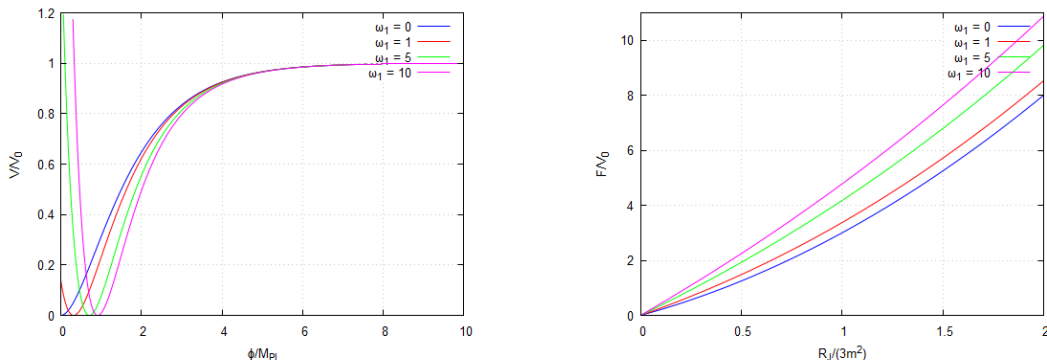 1.2
1
0.8
0.6
0.4
0.2
0
V/V0
0 2 4 6 8 10
ϕ/MPl
ω1 = 0
ω1 = 1
ω1 = 5
ω1 = 10
10
8
6
4
2
0
F/V0
0 0.5 1 1.5 2
RJ/(3m²)
ω1 = 0
ω1 = 1
ω1 = 5
ω1 = 10